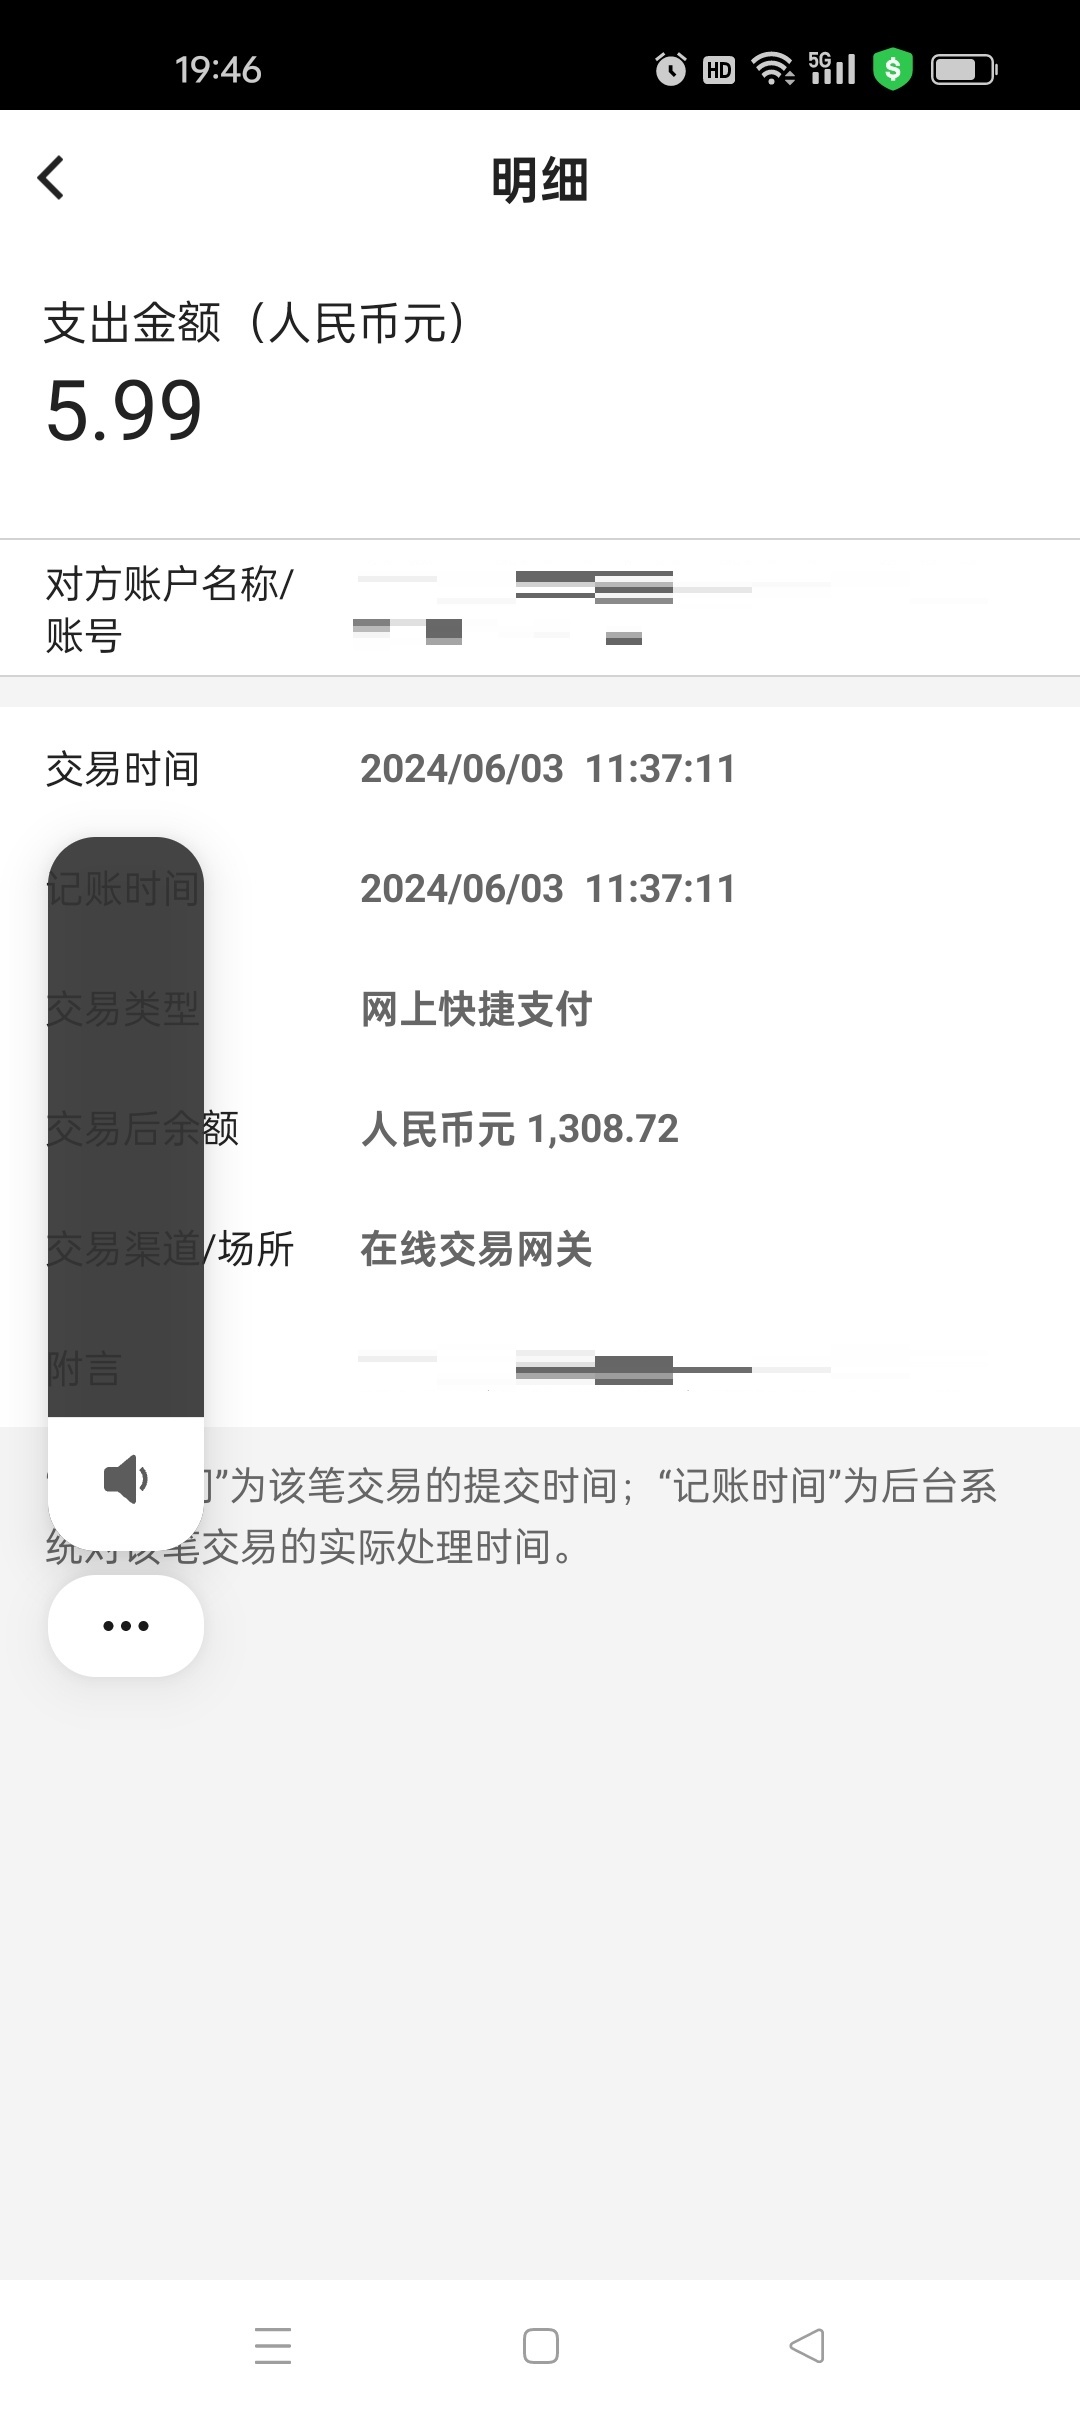 19:46
HD
5G
明细
支出金额（人民币元）
5.99
对方账户名称/
账号
交易时间 2024/06/03 11:37:11
记账时间 2024/06/03 11:37:11
交易类型 网上快捷支付
交易后余额 人民币元 1,308.72
交易渠道/场所 在线交易网关
附言
”为该笔交易的提交时间；“记账时间”为后台系
统对该笔交易的实际处理时间。